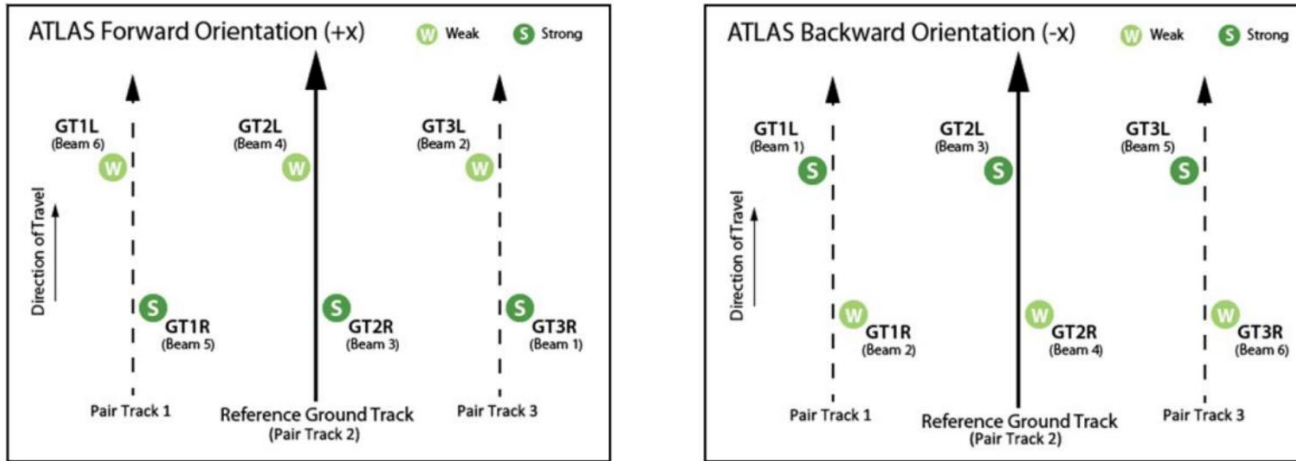 ATLAS Forward Orientation (+x)
W Weak
S Strong
GT1L
(Beam 6)
W
GT2L
(Beam 4)
W
GT3L
(Beam 2)
W
Direction of Travel
S
GT1R
(Beam 5)
S
GT2R
(Beam 3)
S
GT3R
(Beam 1)
Pair Track 1
Reference Ground Track
(Pair Track 2)
Pair Track 3
ATLAS Backward Orientation (-x)
W Weak
S Strong
GT1L
(Beam 1)
S
GT2L
(Beam 3)
S
GT3L
(Beam 5)
S
Direction of Travel
W
GT1R
(Beam 2)
W
GT2R
(Beam 4)
W
GT3R
(Beam 6)
Pair Track 1
Reference Ground Track
(Pair Track 2)
Pair Track 3